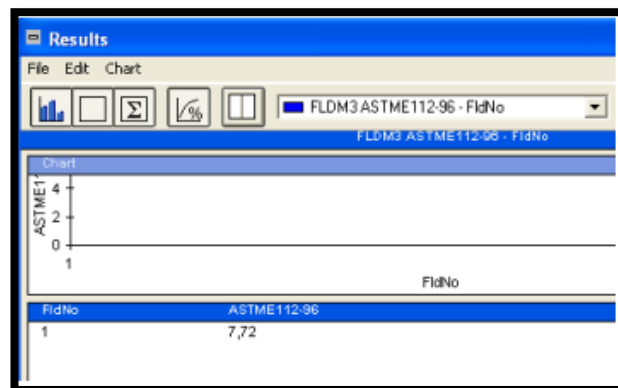 Results
File Edit Chart
Σ % FLDM3 ASTME112-96 - FldNo
FLDM3 ASTME112-96 - FldNo
Chart
ASTME11
4
2
0
1
FldNo
FldNo ASTME112-96
1 7,72